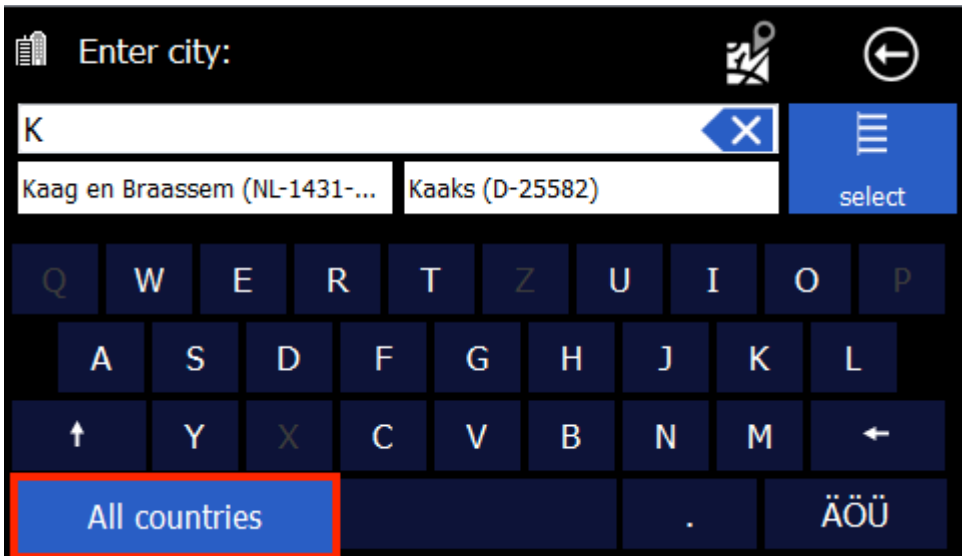 Enter city:
K
Kaag en Braassem (NL-1431-... Kaaks (D-25582)
select
Q W E R T Z U I O P
A S D F G H J K L
Y X C V B N M
All countries . ÄÖÜ